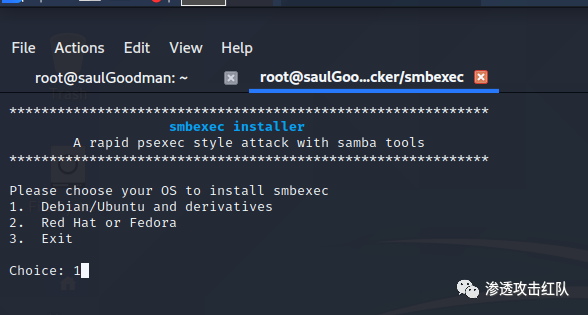 File Actions Edit View Help
root@saulGoodman: ~ root@saulGoo...cker/smbexec
************************************************************
smbexec installer
A rapid psexec style attack with samba tools
************************************************************
Please choose your OS to install smbexec
1. Debian/Ubuntu and derivatives
2. Red Hat or Fedora
3. Exit
Choice: 1
渗透攻击红队